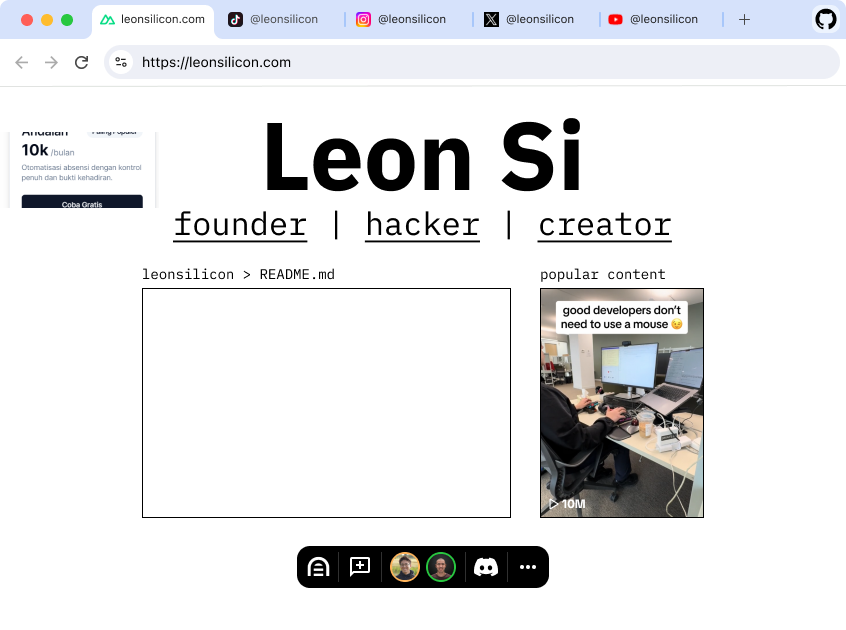 leonsilicon.com
@leonsilicon
@leonsilicon
@leonsilicon
@leonsilicon
https://leonsilicon.com
Andalan
Paling Populer
10k /bulan
Otomatisasi absensi dengan kontrol
penuh dan bukti kehadiran.
Coba Gratis
Leon Si
founder | hacker | creator
leonsilicon > README.md
popular content
good developers don't
need to use a mouse 😉
10M